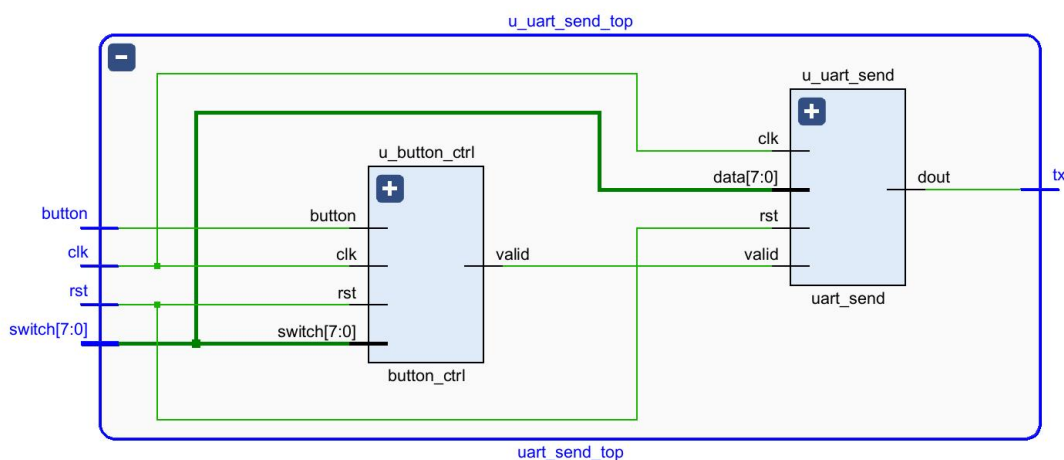 u_uart_send_top
u_uart_send
clk
data[7:0]
dout
tx
u_button_ctrl
button
button
rst
clk
clk
valid
valid
rst
rst
uart_send
switch[7:0]
switch[7:0]
button_ctrl
uart_send_top